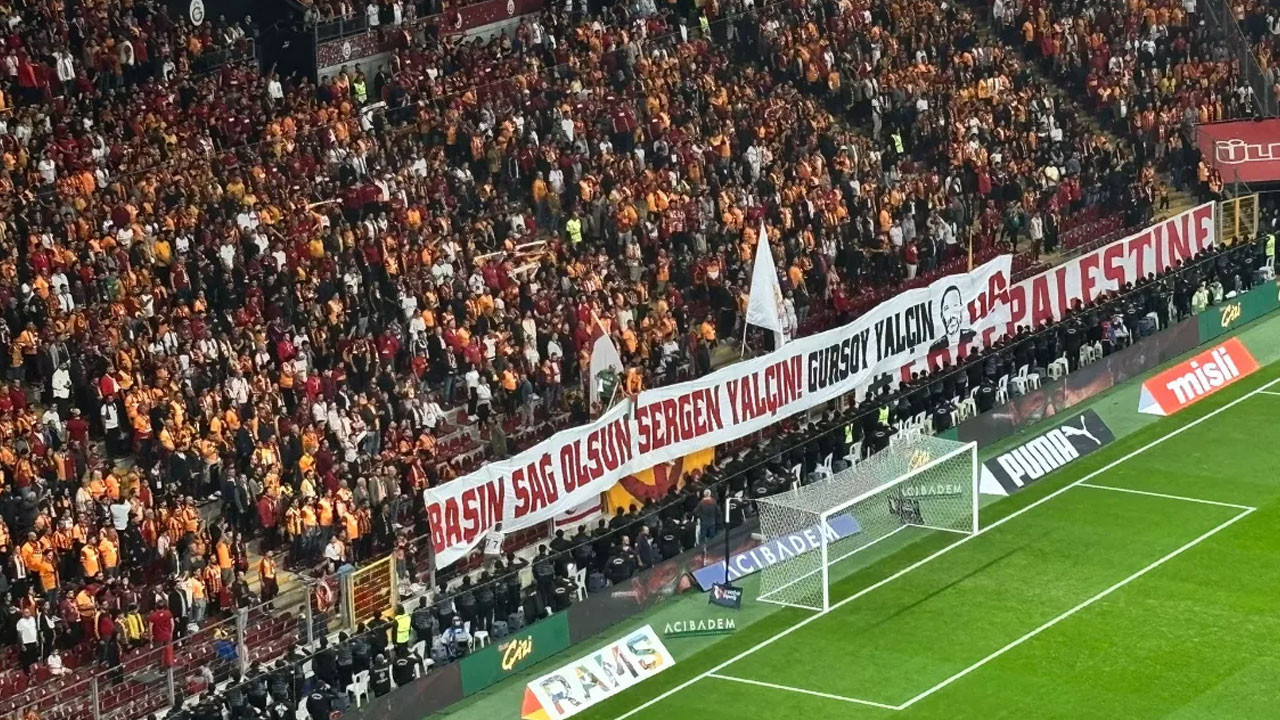 BAŞIN SAĞ OLSUN SERGEN YALÇIN! GÜRSOY YALÇIN
PALESTINE
misli
PUMA
ACIBADEM
ACIBADEM
ACIBADEM
Çizi
Çizi
RAMS